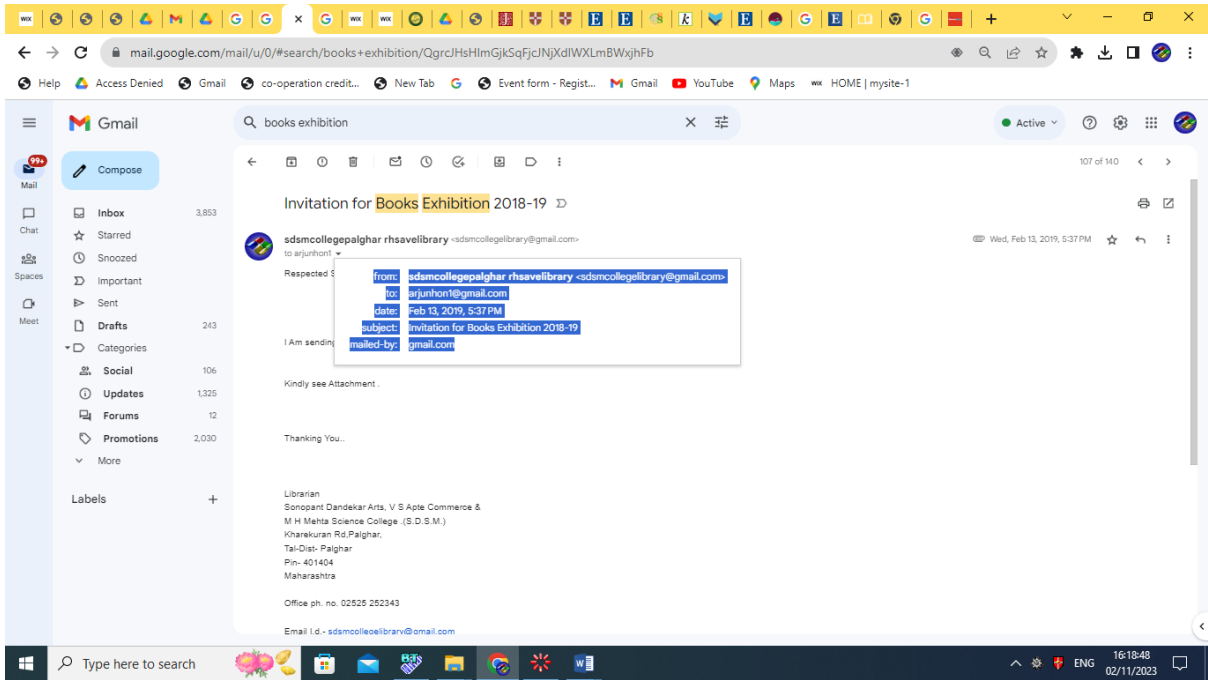 mail.google.com/mail/u/0/#search/books+exhibition/QgrcJHsHImGjkSqFjcJNjXdIWXLmBWxjhFb
Help Access Denied Gmail co-operation credit... New Tab Event form - Regist... Gmail YouTube Maps WIX HOME | mysite-1
Gmail
books exhibition
Active
99+
Mail
Compose
107 of 140
Invitation for Books Exhibition 2018-19
Inbox 3,853
Chat
Starred
sdsmcollegepalghar rhsavelibrary <sdsmcollegelibrary@gmail.com>
Wed, Feb 13, 2019, 5:37 PM
to arjunhon1
Snoozed
Spaces
Respected S
from: sdsmcollegepalghar rhsavelibrary <sdsmcollegelibrary@gmail.com>
Important
to: arjunhon1@gmail.com
Sent
date: Feb 13, 2019, 5:37 PM
Meet
Drafts 243
subject: Invitation for Books Exhibition 2018-19
I Am sending
mailed-by: gmail.com
Categories
Social 106
Kindly see Attachment .
Updates 1,325
Forums 12
Promotions 2,030
Thanking You..
More
Labels
Librarian
Sonopant Dandekar Arts, V S Apte Commerce &
M H Mehta Science College .(S.D.S.M.)
Kharekuran Rd,Palghar,
Tal-Dist- Palghar
Pin- 401404
Maharashtra
Office ph. no. 02525 252343
Email I.d.- sdsmcollegelibrary@gmail.com
Type here to search
ENG
16:18:48
02/11/2023